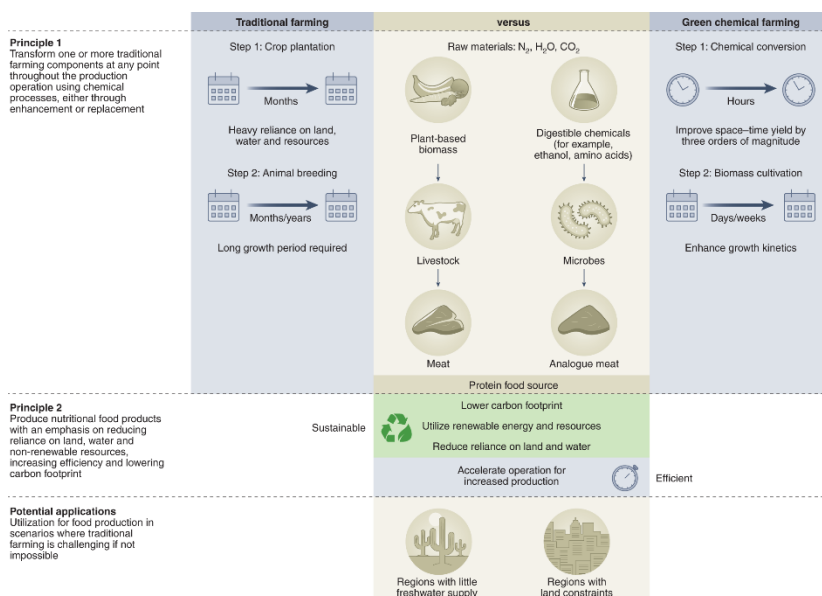 Traditional farming
versus
Green chemical farming
Principle 1
Transform one or more traditional
farming components at any point
throughout the production
operation using chemical
processes, either through
enhancement or replacement
Step 1: Crop plantation
Months
Heavy reliance on land,
water and resources
Step 2: Animal breeding
Months/years
Long growth period required
Raw materials: N₂, H₂O, CO₂
Plant-based
biomass
Livestock
Meat
Digestible chemicals
(for example,
ethanol, amino acids)
Microbes
Analogue meat
Protein food source
Step 1: Chemical conversion
Hours
Improve space–time yield by
three orders of magnitude
Step 2: Biomass cultivation
Days/weeks
Enhance growth kinetics
Principle 2
Produce nutritional food products
with an emphasis on reducing
reliance on land, water and
non-renewable resources,
increasing efficiency and lowering
carbon footprint
Sustainable
Lower carbon footprint
Utilize renewable energy and resources
Reduce reliance on land and water
Accelerate operation for
increased production
Efficient
Potential applications
Utilization for food production in
scenarios where traditional
farming is challenging if not
impossible
Regions with little
freshwater supply
Regions with
land constraints